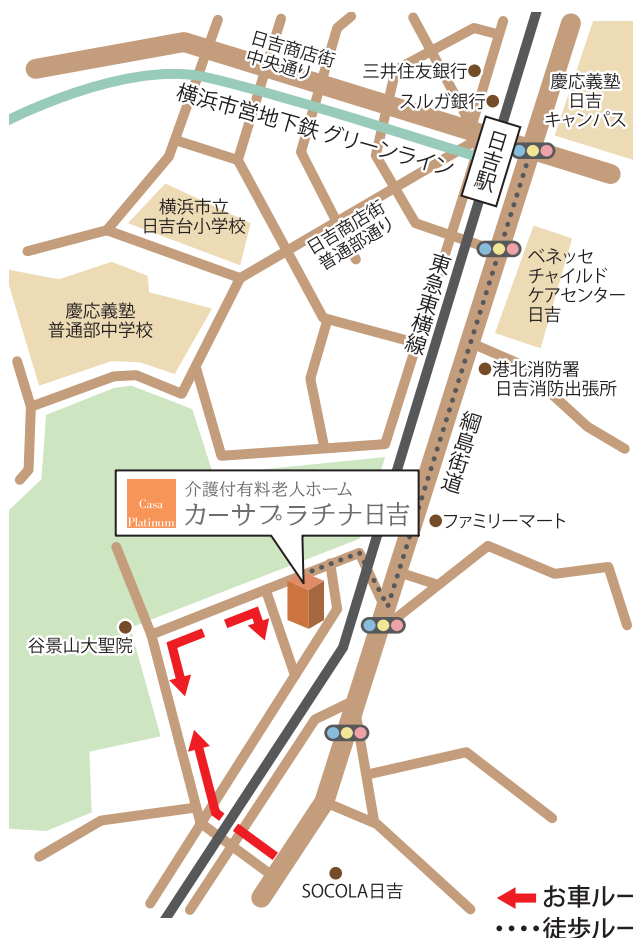 日吉商店街
中央通り
三井住友銀行
スルガ銀行
慶応義塾
日吉
キャンパス
横浜市営地下鉄 グリーンライン
日吉駅
横浜市立
日吉台小学校
日吉商店街
普通部通り
ベネッセ
チャイルド
ケアセンター
日吉
東急東横線
慶応義塾
普通部中学校
港北消防署
日吉消防出張所
綱島街道
Casa
Platinum
介護付有料老人ホーム
カーサプラチナ日吉
ファミリーマート
谷景山大聖院
SOCOLA日吉
お車ルー
徒歩ルー